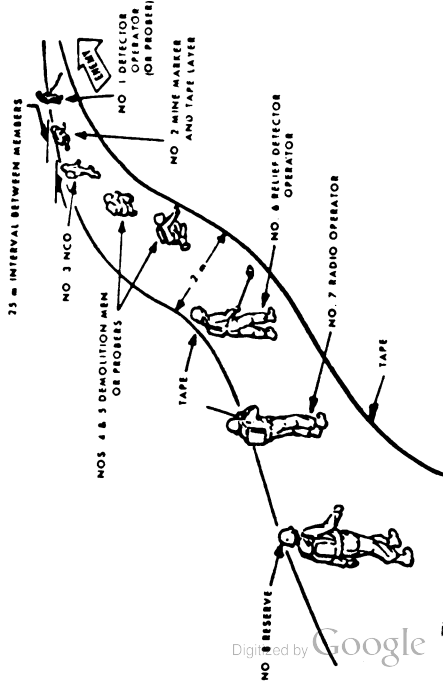 25 m INTERVAL BETWEEN MEMBERS
ENEMY
NO 1 DETECTOR
OPERATOR
(OR PROBER)
NO. 2 MINE MARKER
AND TAPE LAYER
NO. 3 NCO
NOS 4 & 5 DEMOLITION MEN
OR PROBERS
2 m
NO. 6 RELIEF DETECTOR
OPERATOR
TAPE
NO. 7 RADIO OPERATOR
TAPE
NO. 8 RESERVE
Digitized by Google